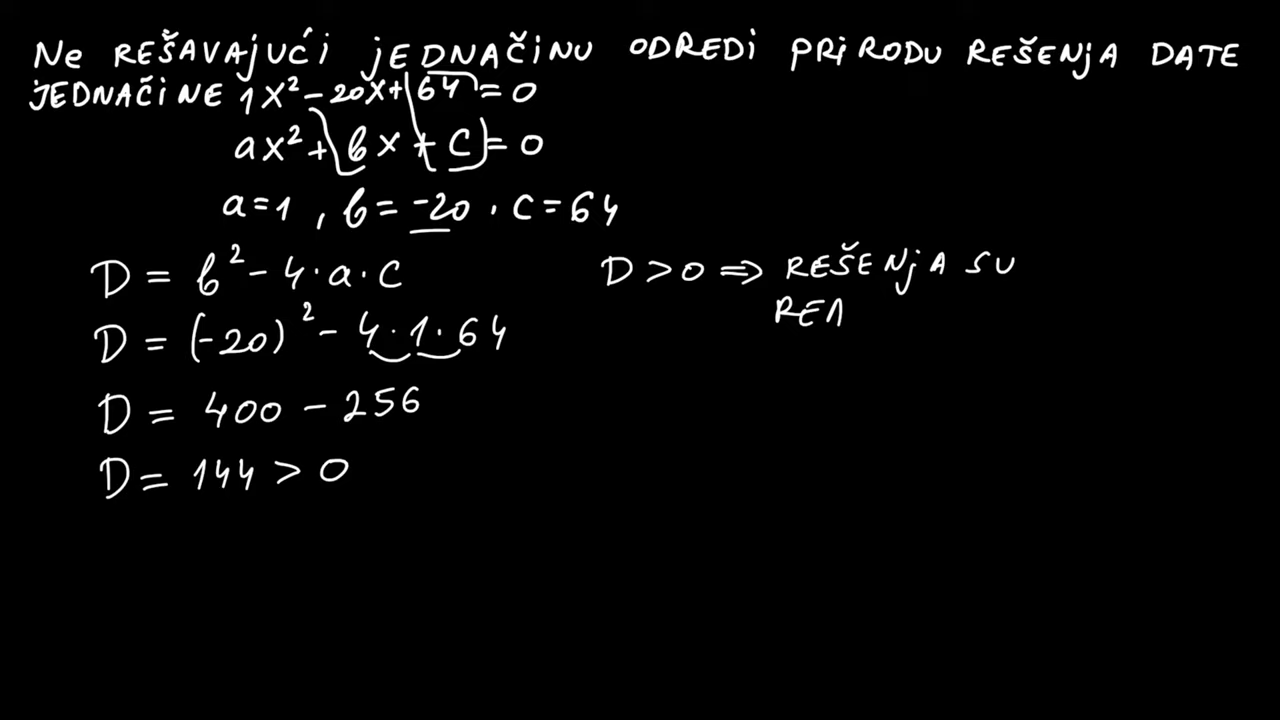 Ne REŠAVAJUĆI jEDNAČINU ODREDI PRIRODU REŠENJA DATE
JEDNAČINE 1X² - 20X + 64 = 0
aX² + bX + C = 0
a = 1 , b = -20 . C = 64
D = b² - 4 · a · C
D = (-20)² - 4 · 1 · 64
D = 400 - 256
D = 144 > 0
D > 0 ⇒ REŠENJA SU
REA